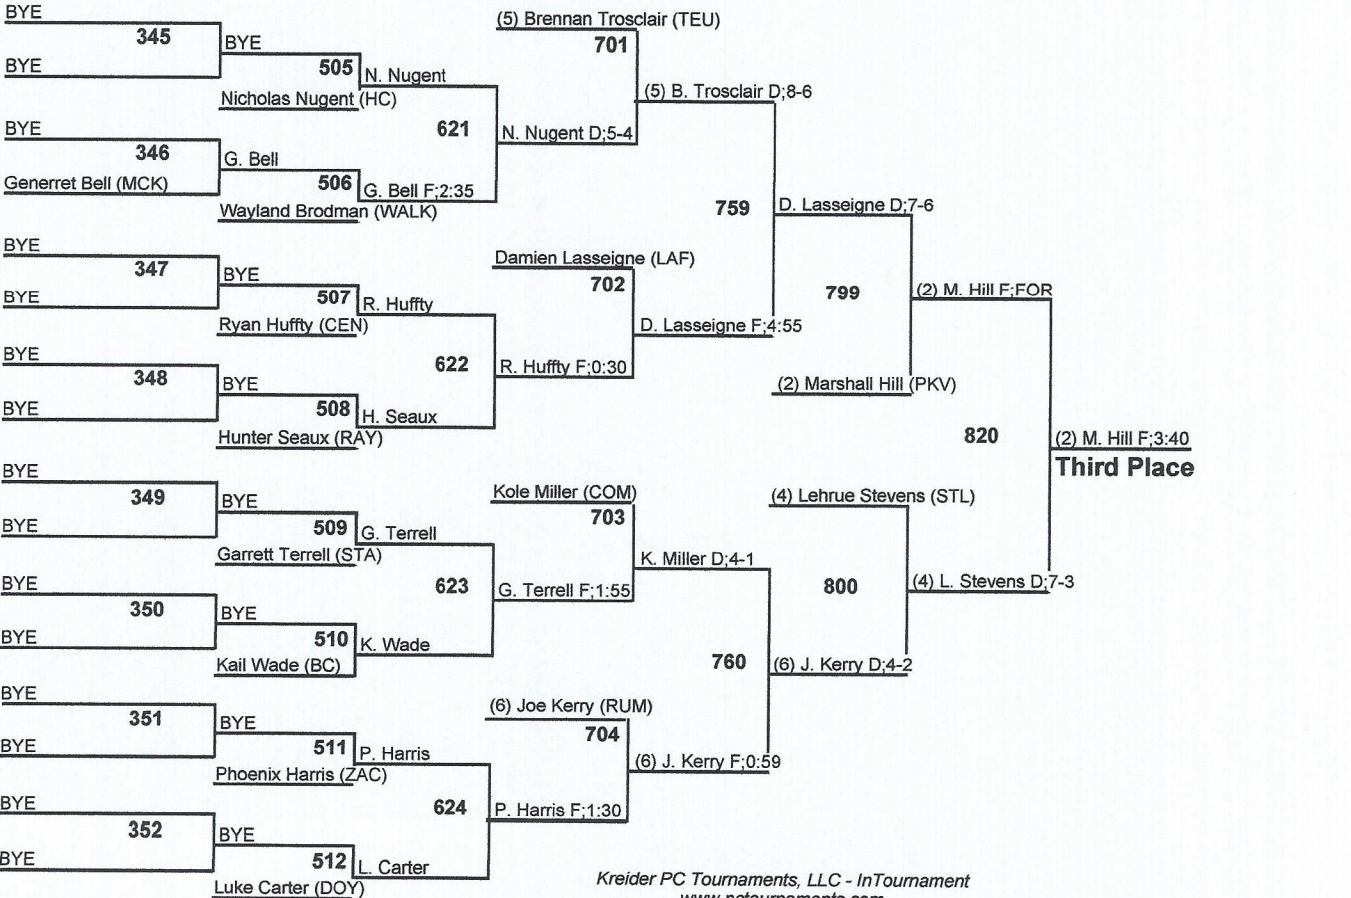 BYE
345
BYE
BYE
505
N. Nugent
Nicholas Nugent (HC)
621
BYE
346
G. Bell
Generret Bell (MCK)
506
G. Bell F;2:35
Wayland Brodman (WALK)
(5) Brennan Trosclair (TEU)
701
(5) B. Trosclair D;8-6
N. Nugent D;5-4
759
D. Lasseigne D;7-6
BYE
347
BYE
BYE
507
R. Huffty
Ryan Huffty (CEN)
622
BYE
348
BYE
BYE
508
H. Seaux
Hunter Seaux (RAY)
Damien Lasseigne (LAF)
702
D. Lasseigne F;4:55
R. Huffty F;0:30
799
(2) M. Hill F;FOR
(2) Marshall Hill (PKV)
820
(2) M. Hill F;3:40
Third Place
BYE
349
BYE
BYE
509
G. Terrell
Garrett Terrell (STA)
623
BYE
350
BYE
BYE
510
K. Wade
Kail Wade (BC)
Kole Miller (COM)
703
K. Miller D;4-1
G. Terrell F;1:55
760
(4) Lehrue Stevens (STL)
800
(4) L. Stevens D;7-3
(6) J. Kerry D;4-2
BYE
351
BYE
BYE
511
P. Harris
Phoenix Harris (ZAC)
624
BYE
352
BYE
BYE
512
L. Carter
Luke Carter (DOY)
(6) Joe Kerry (RUM)
704
(6) J. Kerry F;0:59
P. Harris F;1:30
Kreider PC Tournaments, LLC - InTournament